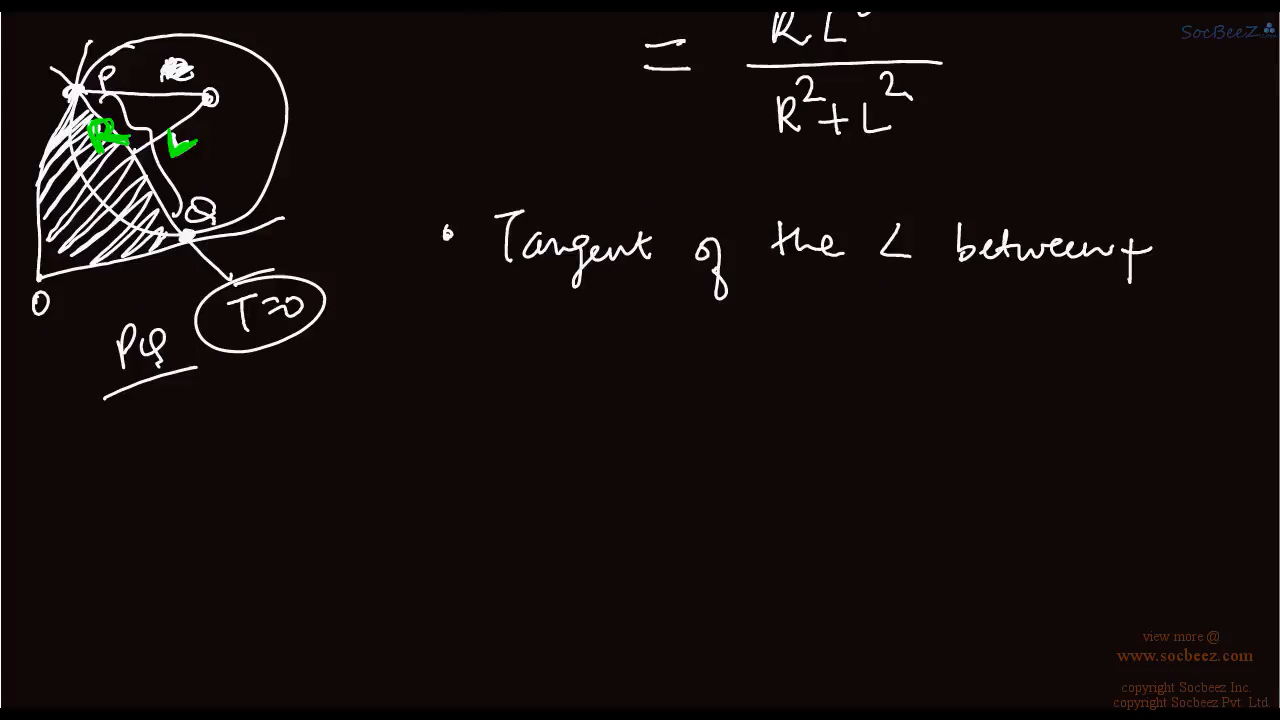 SocBeeZ
R L
=
R²+L²
P
R
L
Q
• Tangent of the ∠ between t
O
T=0
PQ
view more @
www.socbeez.com
copyright Socbeez Inc.
copyright Socbeez Pvt. Ltd.